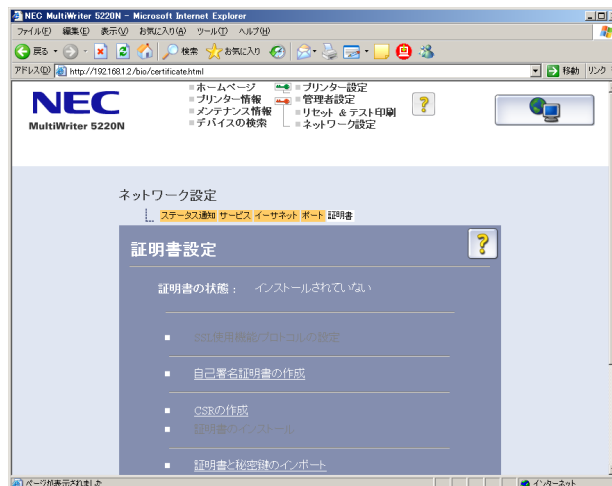 NEC MultiWriter 5220N - Microsoft Internet Explorer
ファイル(F) 編集(E) 表示(V) お気に入り(A) ツール(T) ヘルプ(H)
戻る 検索 お気に入り
アドレス(D) http://192.168.1.2/bio/certificate.html 移動 リンク
NEC
MultiWriter 5220N
ホームページ プリンター設定
プリンター情報 管理者設定
メンテナンス情報 リセット & テスト印刷
デバイスの検索 ネットワーク設定
ネットワーク設定
ステータス通知 サービス イーサネット ポート 証明書
証明書設定
証明書の状態: インストールされていない
SSL使用機能/プロトコルの設定
自己署名証明書の作成
CSRの作成
証明書のインストール
証明書と秘密鍵のインポート
ページが表示されました インターネット